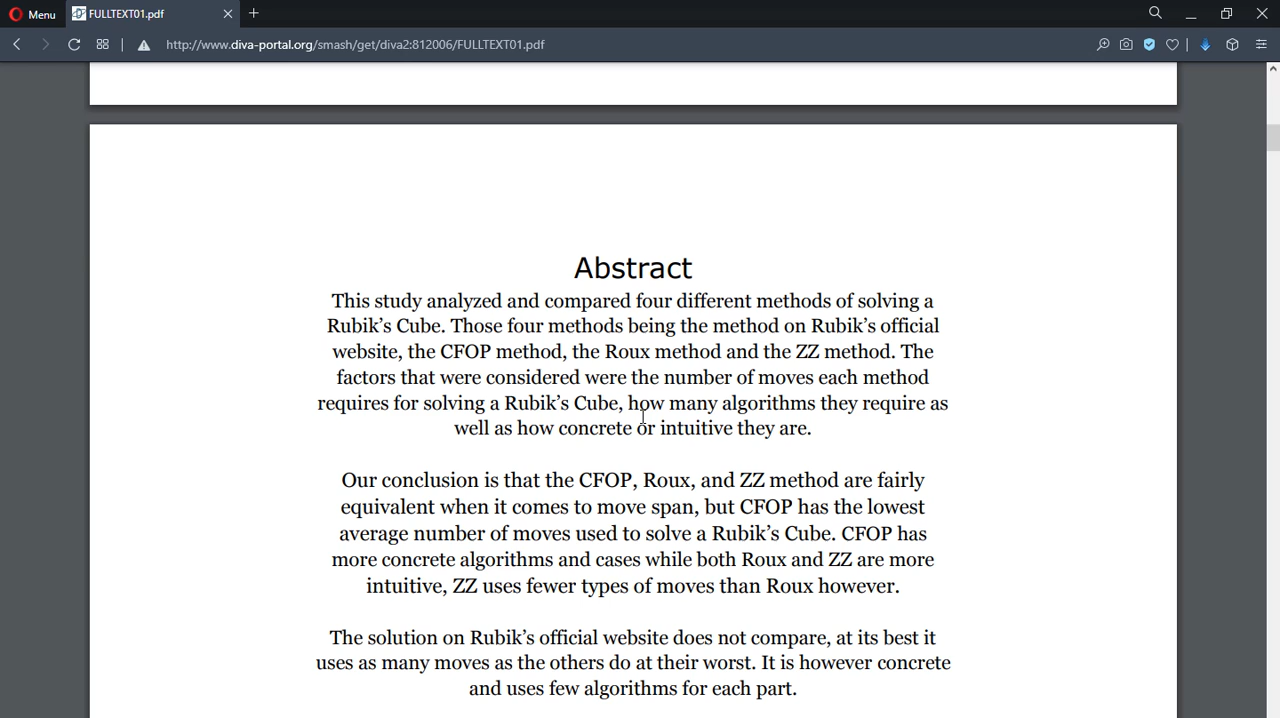 Menu
FULLTEXT01.pdf
http://www.diva-portal.org/smash/get/diva2:812006/FULLTEXT01.pdf
Abstract
This study analyzed and compared four different methods of solving a
Rubik's Cube. Those four methods being the method on Rubik's official
website, the CFOP method, the Roux method and the ZZ method. The
factors that were considered were the number of moves each method
requires for solving a Rubik's Cube, how many algorithms they require as
well as how concrete or intuitive they are.
Our conclusion is that the CFOP, Roux, and ZZ method are fairly
equivalent when it comes to move span, but CFOP has the lowest
average number of moves used to solve a Rubik's Cube. CFOP has
more concrete algorithms and cases while both Roux and ZZ are more
intuitive, ZZ uses fewer types of moves than Roux however.
The solution on Rubik's official website does not compare, at its best it
uses as many moves as the others do at their worst. It is however concrete
and uses few algorithms for each part.